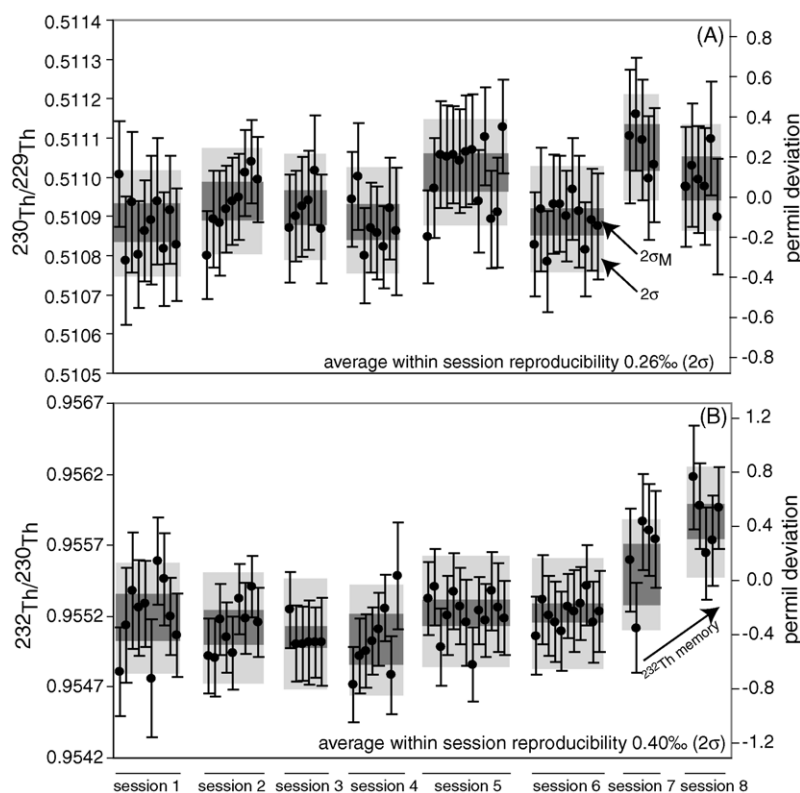 (A)
0.5114
0.5113
0.5112
0.5111
0.5110
0.5109
0.5108
0.5107
0.5106
0.5105
230Th/229Th
0.8
0.6
0.4
0.2
0.0
-0.2
-0.4
-0.6
-0.8
permil deviation
2σM
2σ
average within session reproducibility 0.26‰ (2σ)
(B)
0.9567
0.9562
0.9557
0.9552
0.9547
0.9542
232Th/230Th
1.2
0.8
0.4
0.0
-0.4
-0.8
-1.2
permil deviation
232Th memory
average within session reproducibility 0.40‰ (2σ)
session 1 session 2 session 3 session 4 session 5 session 6 session 7 session 8